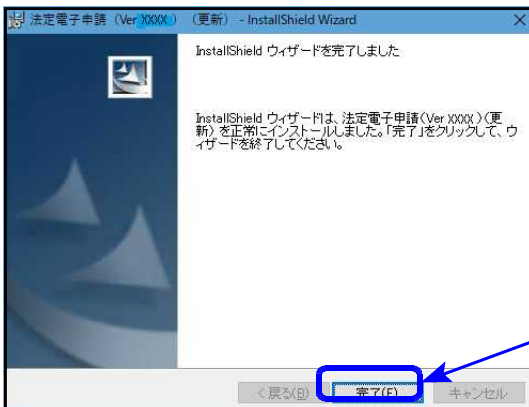 法定電子申請 (Ver XXXX) (更新) - InstallShield Wizard
InstallShield ウィザードを完了しました
InstallShield ウィザードは、法定電子申請(Ver XXXX)(更
新) を正常にインストールしました。「完了」をクリックして、ウ
ィザードを終了してください。
< 戻る(B)
完了(F)
キャンセル